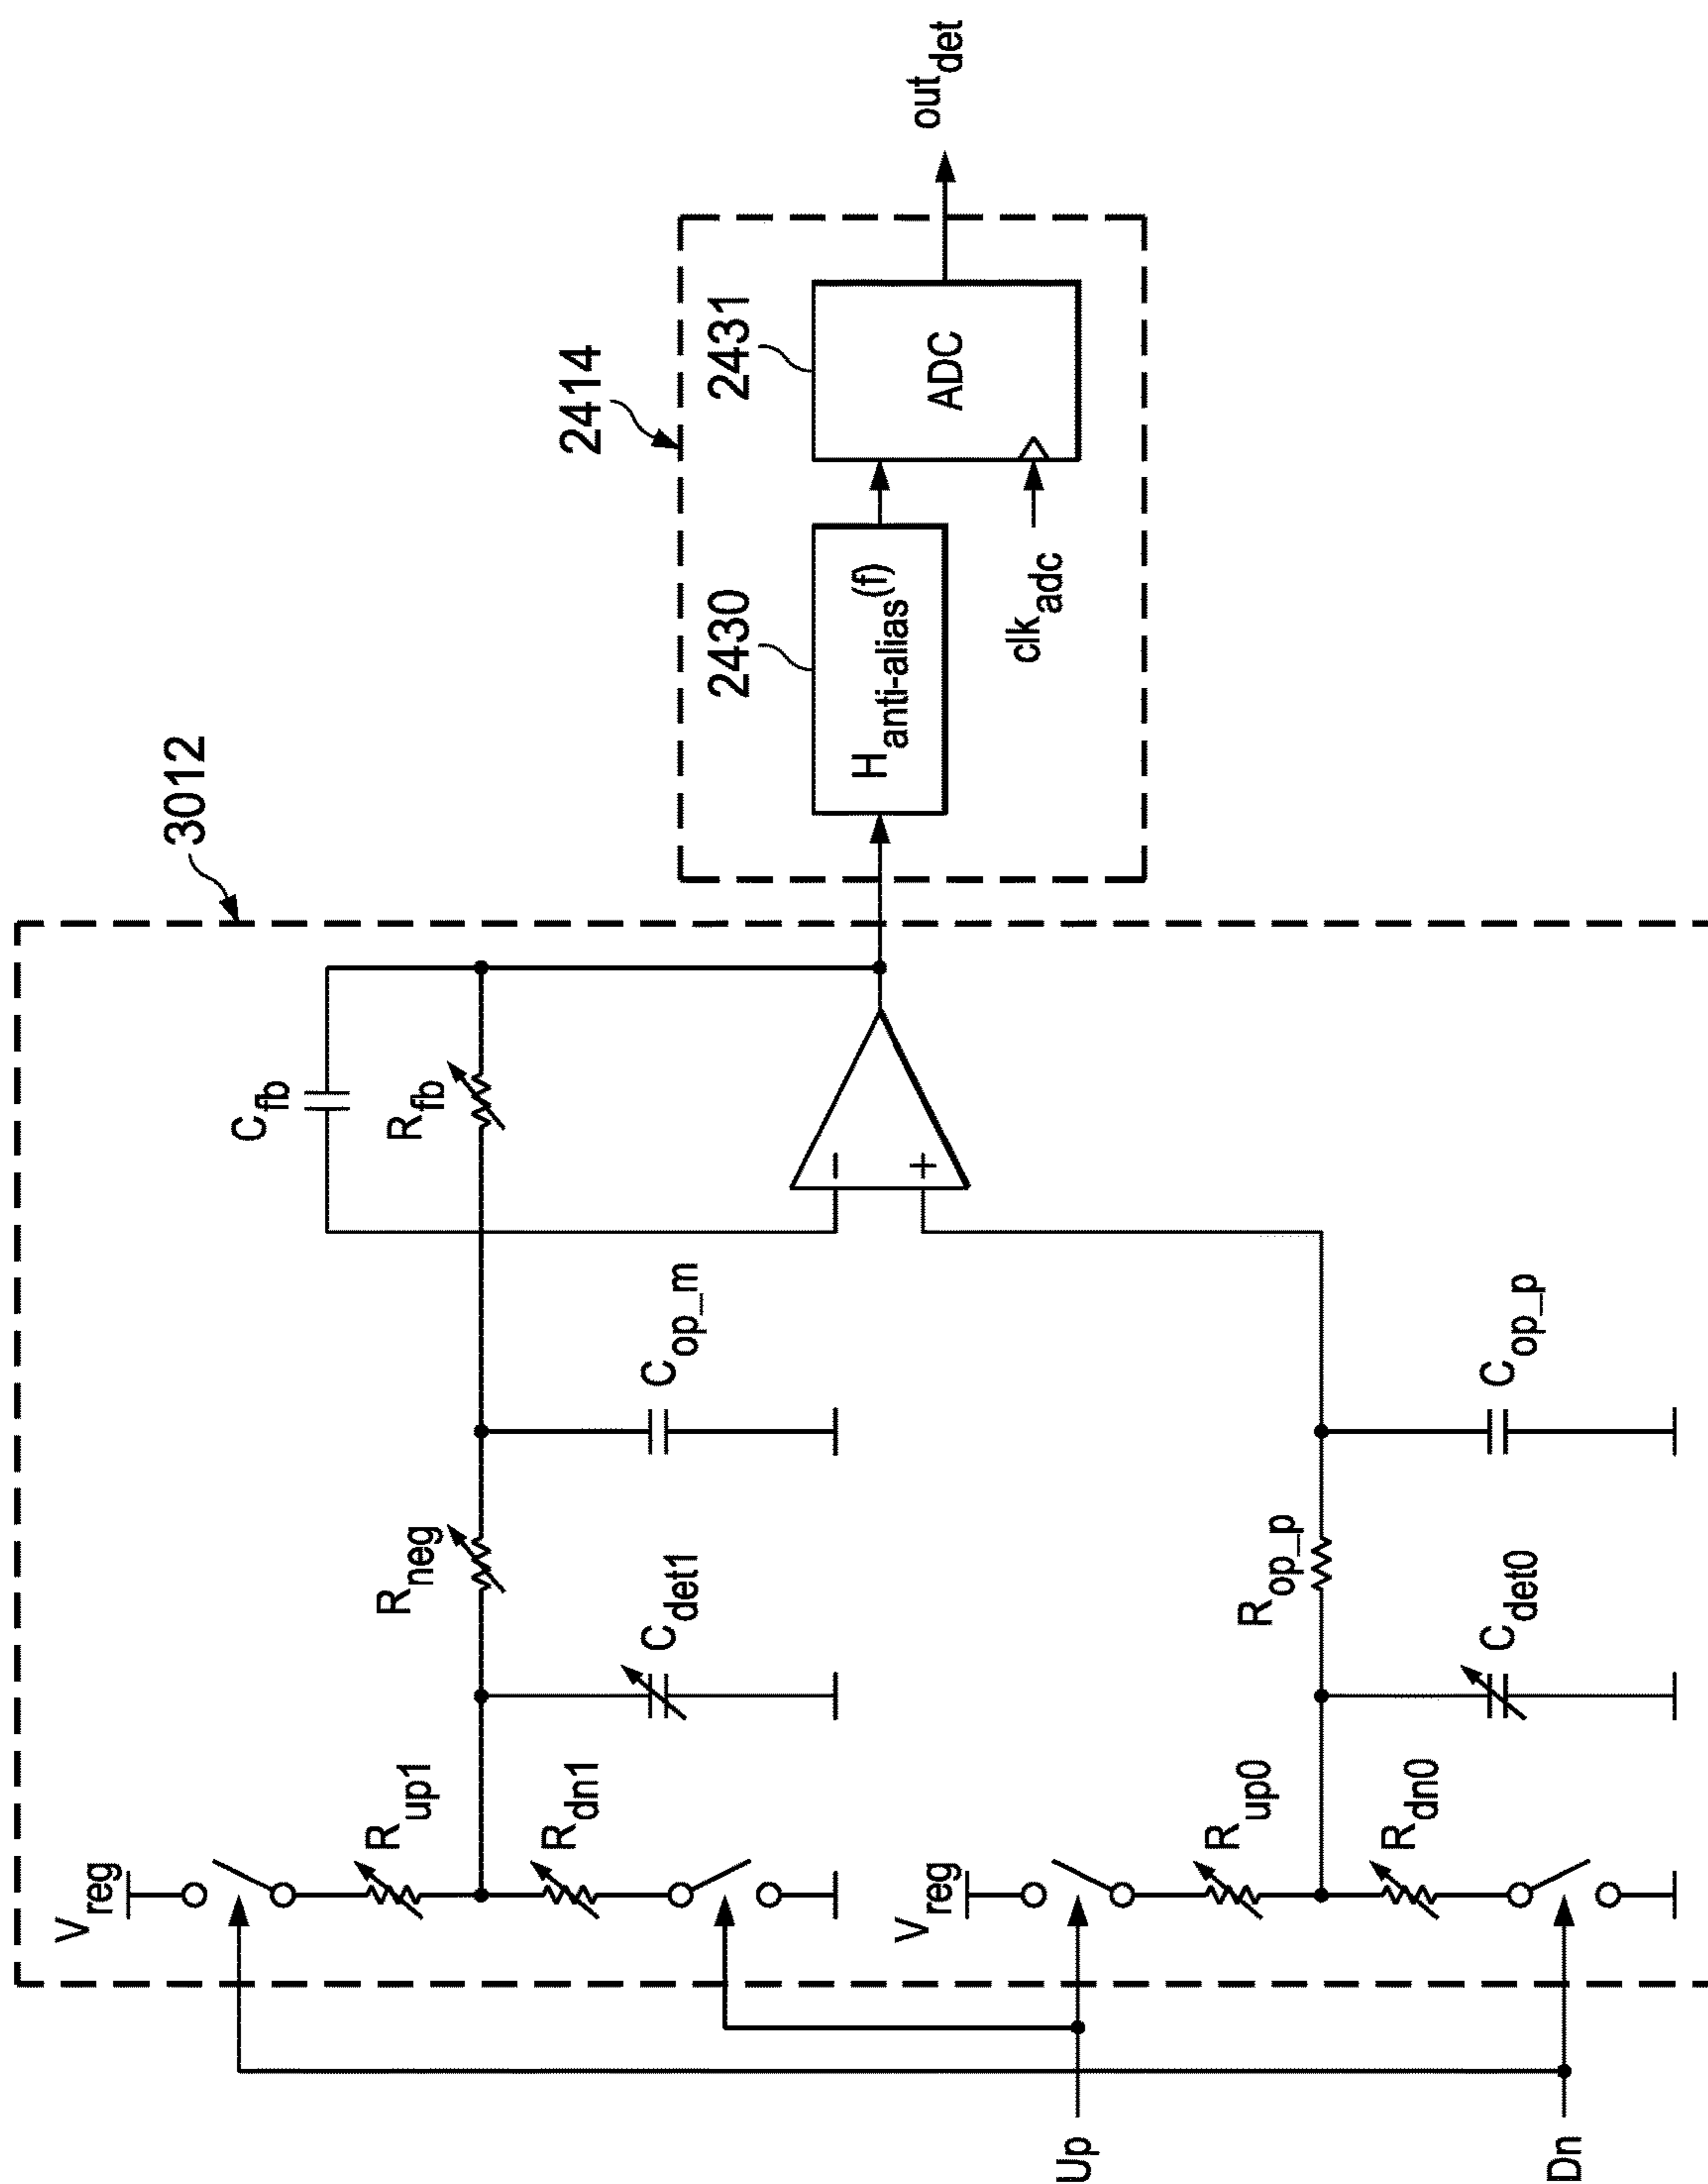 3012
V_reg
R_up1
R_dn1
R_neg
C_det1
C_op_m
C_fb
R_fb
−
+
V_reg
R_up0
R_dn0
R_op_p
C_det0
C_op_p
Up
Dn
2414
2430
H_anti-alias(f)
2431
ADC
clk_adc
out_det